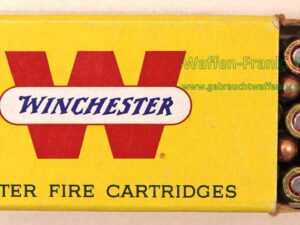 W
WINCHESTER
®
TER FIRE CARTRIDGES
Waffen-Frank
www.gebrauchtwaffen